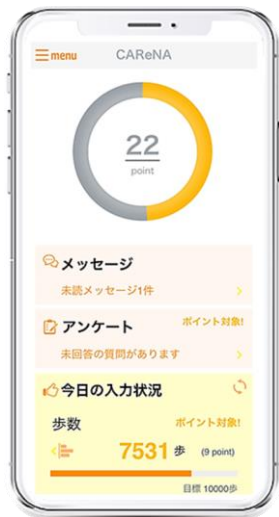 menu
CAReNA
22
point
メッセージ
未読メッセージ1件
アンケート
ポイント対象!
未回答の質問があります
今日の入力状況
歩数
ポイント対象!
7531 歩 (9 point)
目標 10000歩